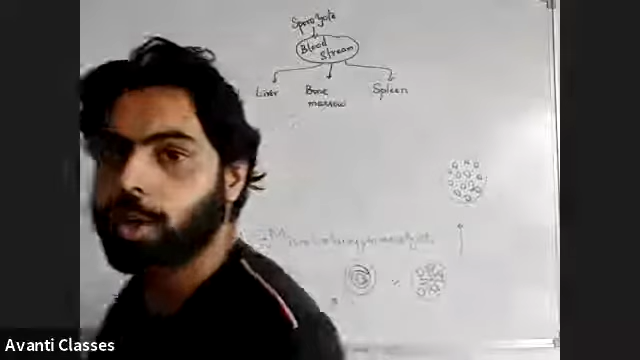 Sporozoite
Blood
stream
Liver Bone Spleen
marrow
Avanti Classes